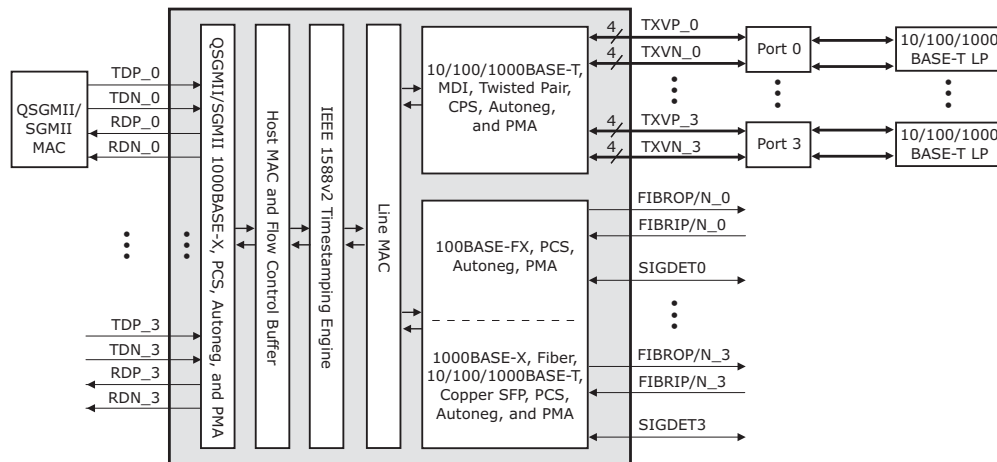 QSGMII/
SGMII
MAC
TDP_0
TDN_0
RDP_0
RDN_0
TDP_3
TDN_3
RDP_3
RDN_3
QSGMII/SGMII 1000BASE-X, PCS, Autoneg, and PMA
Host MAC and Flow Control Buffer
IEEE 1588v2 Timestamping Engine
Line MAC
10/100/1000BASE-T,
MDI, Twisted Pair,
CPS, Autoneg,
and PMA
100BASE-FX, PCS,
Autoneg, PMA
1000BASE-X, Fiber,
10/100/1000BASE-T,
Copper SFP, PCS,
Autoneg, and PMA
4 TXVP_0
4 TXVN_0
4 TXVP_3
4 TXVN_3
Port 0
Port 3
10/100/1000
BASE-T LP
10/100/1000
BASE-T LP
FIBROP/N_0
FIBRIP/N_0
SIGDET0
FIBROP/N_3
FIBRIP/N_3
SIGDET3